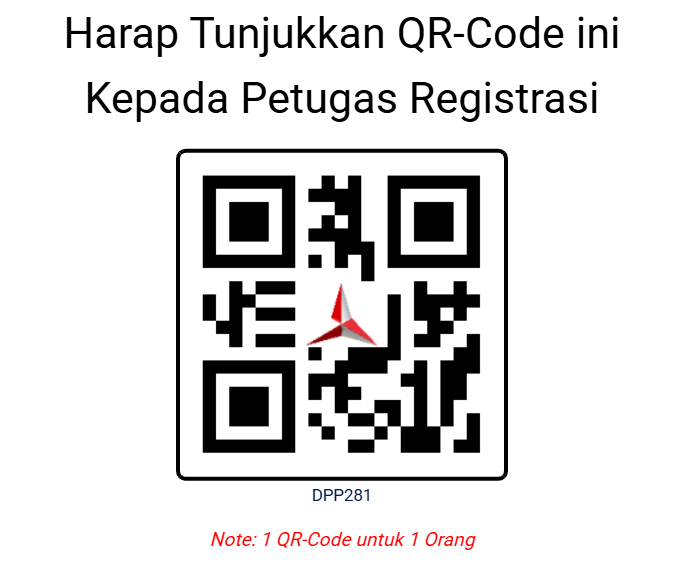 Harap Tunjukkan QR-Code ini
Kepada Petugas Registrasi
DPP281
Note: 1 QR-Code untuk 1 Orang